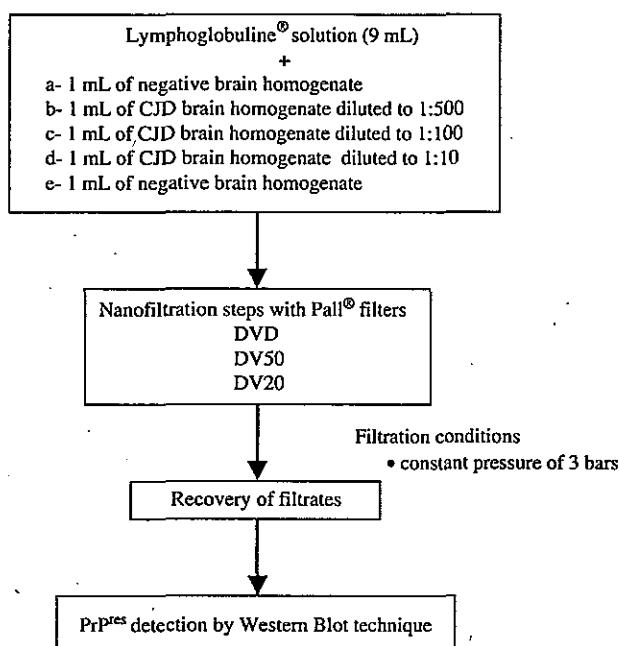 Lymphoglobuline® solution (9 mL)
+
a- 1 mL of negative brain homogenate
b- 1 mL of CJD brain homogenate diluted to 1:500
c- 1 mL of CJD brain homogenate diluted to 1:100
d- 1 mL of CJD brain homogenate diluted to 1:10
e- 1 mL of negative brain homogenate
Nanofiltration steps with Pall® filters
DVD
DV50
DV20
Filtration conditions
• constant pressure of 3 bars
Recovery of filtrates
PrPres detection by Western Blot technique